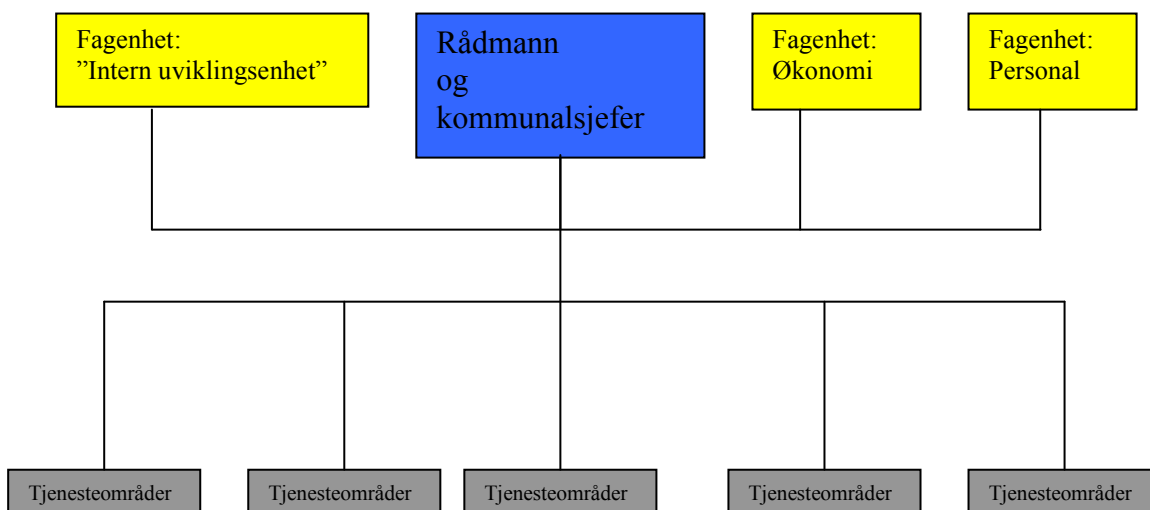 Fagenhet:
”Intern uviklingsenhet”
Rådmann
og
kommunalsjefer
Fagenhet:
Økonomi
Fagenhet:
Personal
Tjenesteområder
Tjenesteområder
Tjenesteområder
Tjenesteområder
Tjenesteområder